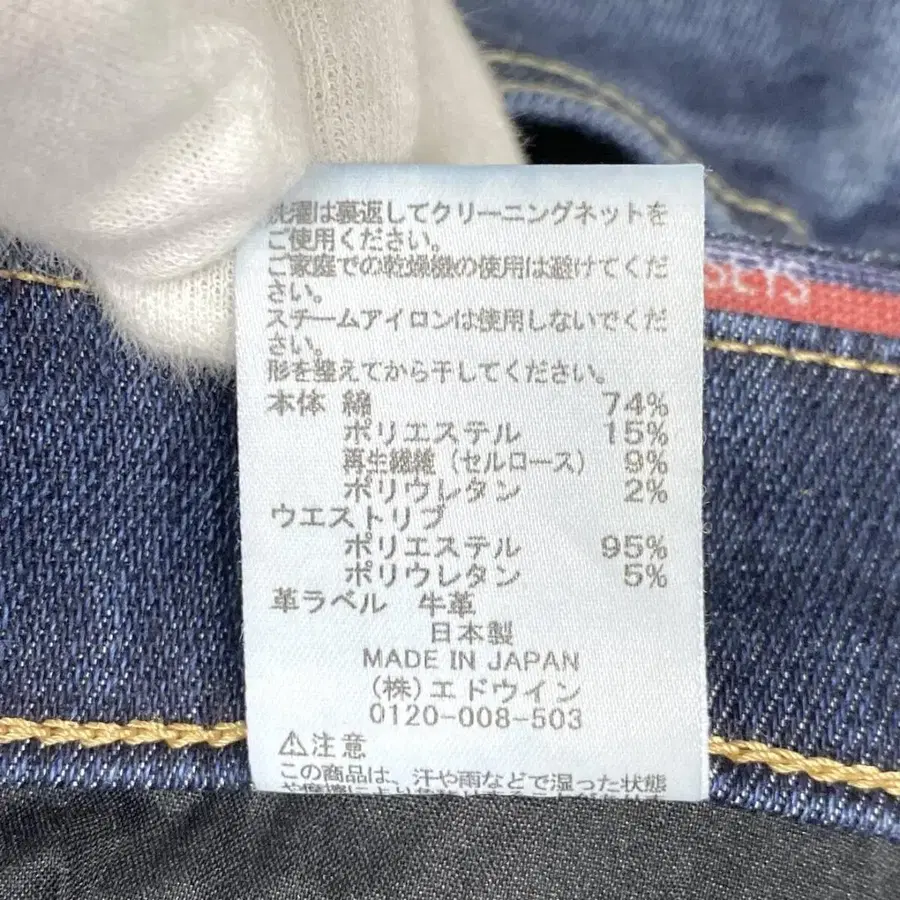 洗濯は裏返してクリーニングネットを
ご使用ください。
ご家庭での乾燥機の使用は避けてくだ
さい。
スチームアイロンは使用しないでくだ
さい。
形を整えてから干してください。
本体 綿 74%
ポリエステル 15%
再生繊維(セルロース) 9%
ポリウレタン 2%
ウエストリブ
ポリエステル 95%
ポリウレタン 5%
革ラベル 牛革
日本製
MADE IN JAPAN
(株)エドウイン
0120-008-503
⚠注意
この商品は、汗や雨などで湿った状態